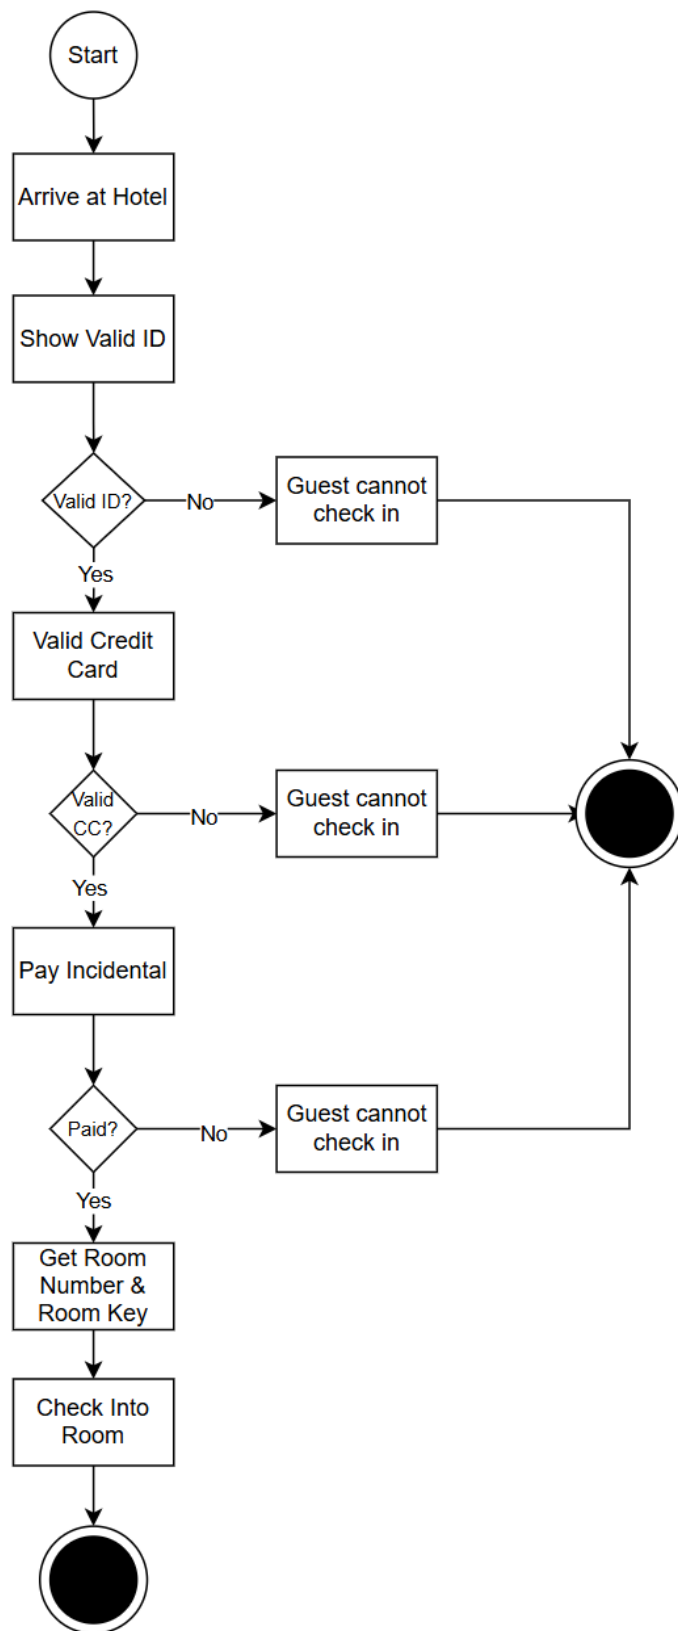 Start
Arrive at Hotel
Show Valid ID
Valid ID?
No
Guest cannot
check in
Yes
Valid Credit
Card
Valid
CC?
No
Guest cannot
check in
Yes
Pay Incidental
Paid?
No
Guest cannot
check in
Yes
Get Room
Number &
Room Key
Check Into
Room